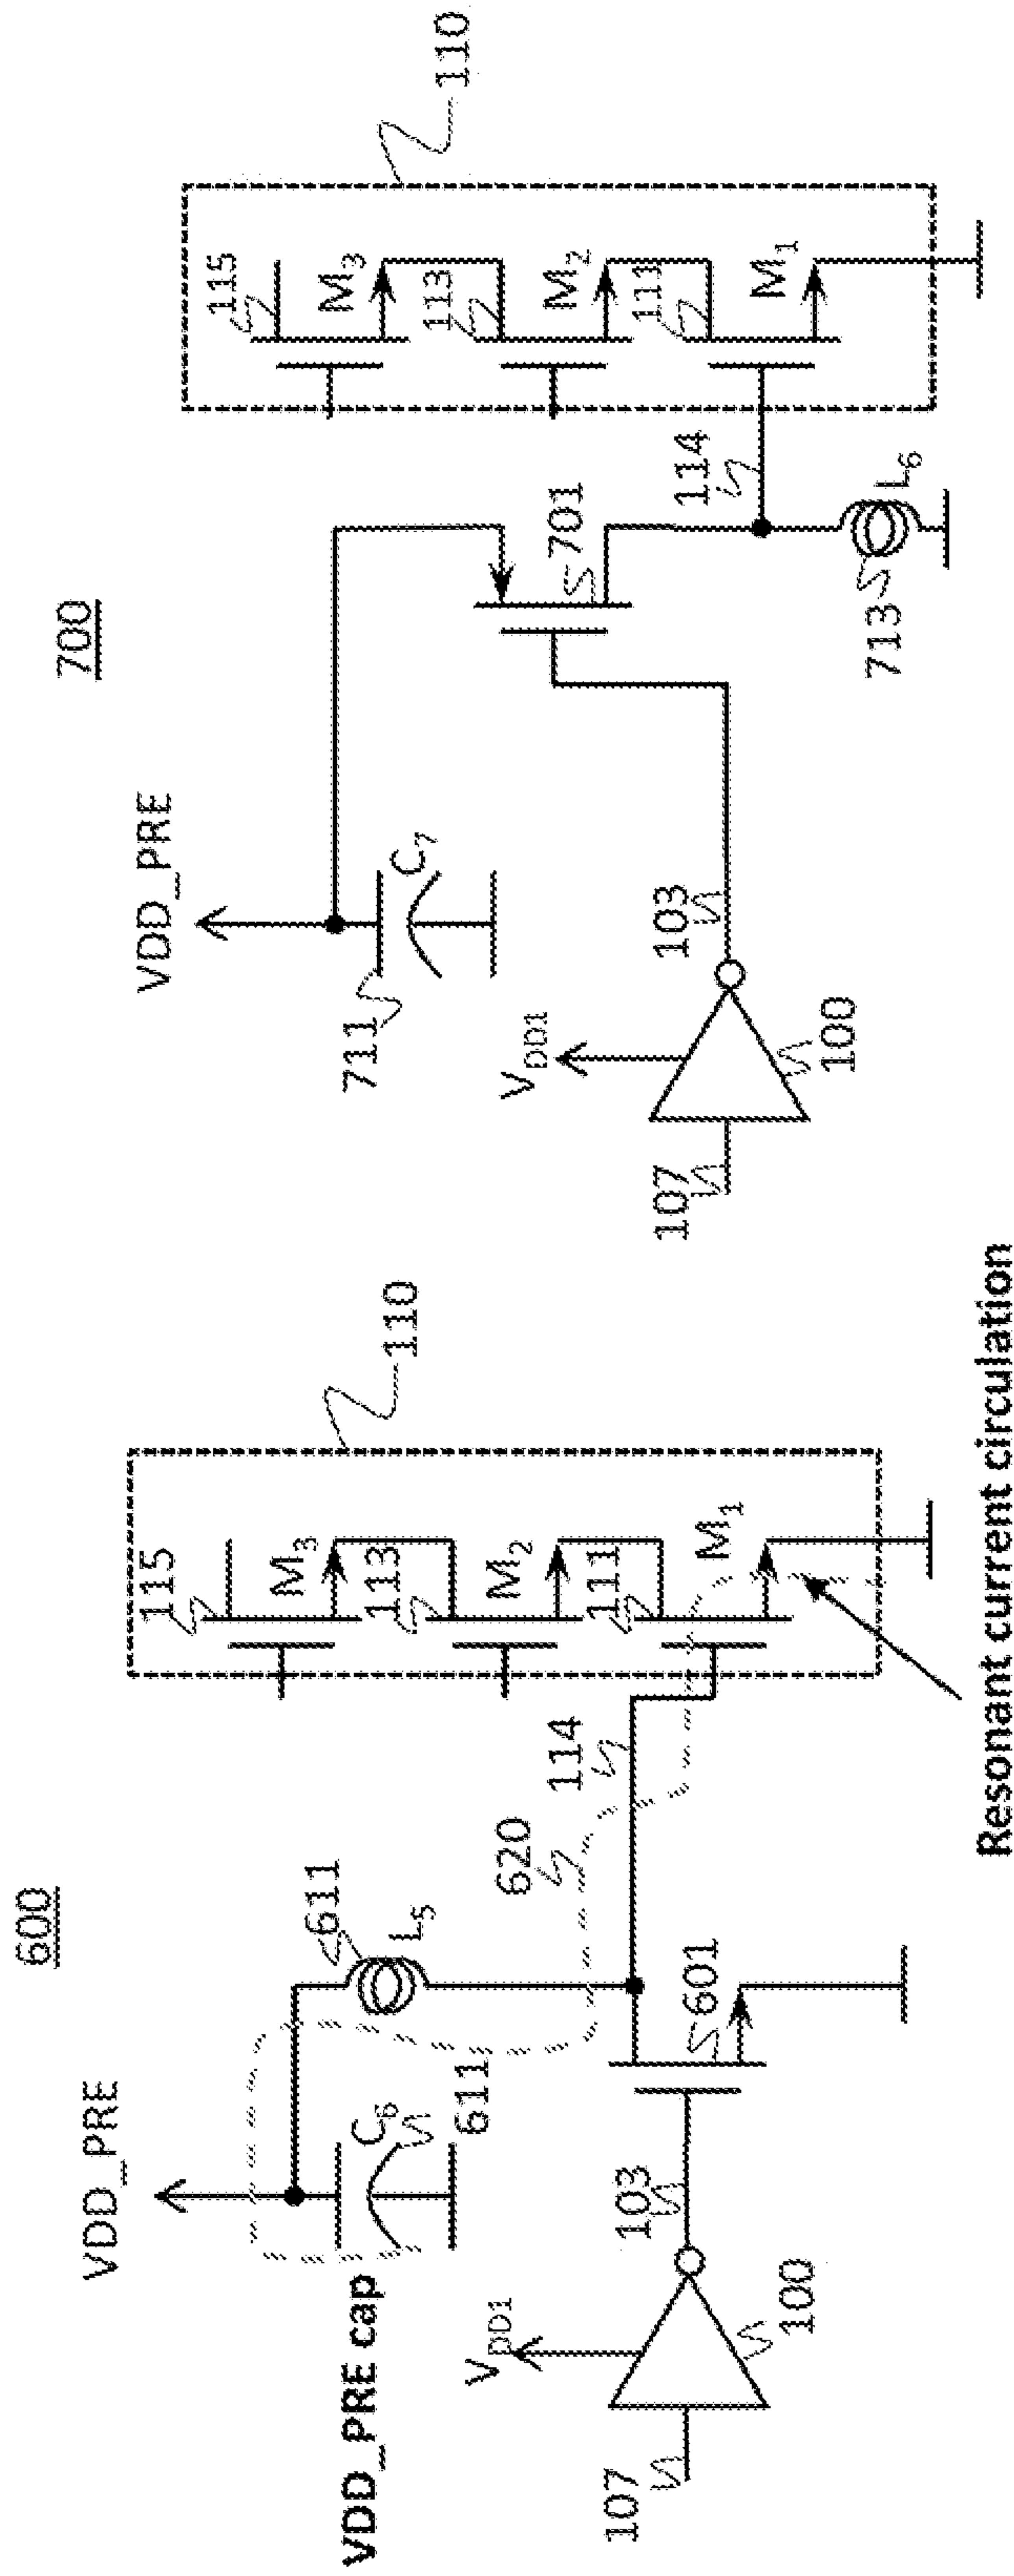 600
VDD_PRE
611
L5
C6
611
VDD_PRE cap
620
114
115
M3
113
M2
111
M1
110
VDD1
103
601
107
100
Resonant current circulation
700
VDD_PRE
711
C7
701
114
115
M3
113
M2
111
M1
110
VDD1
103
713
L6
107
100